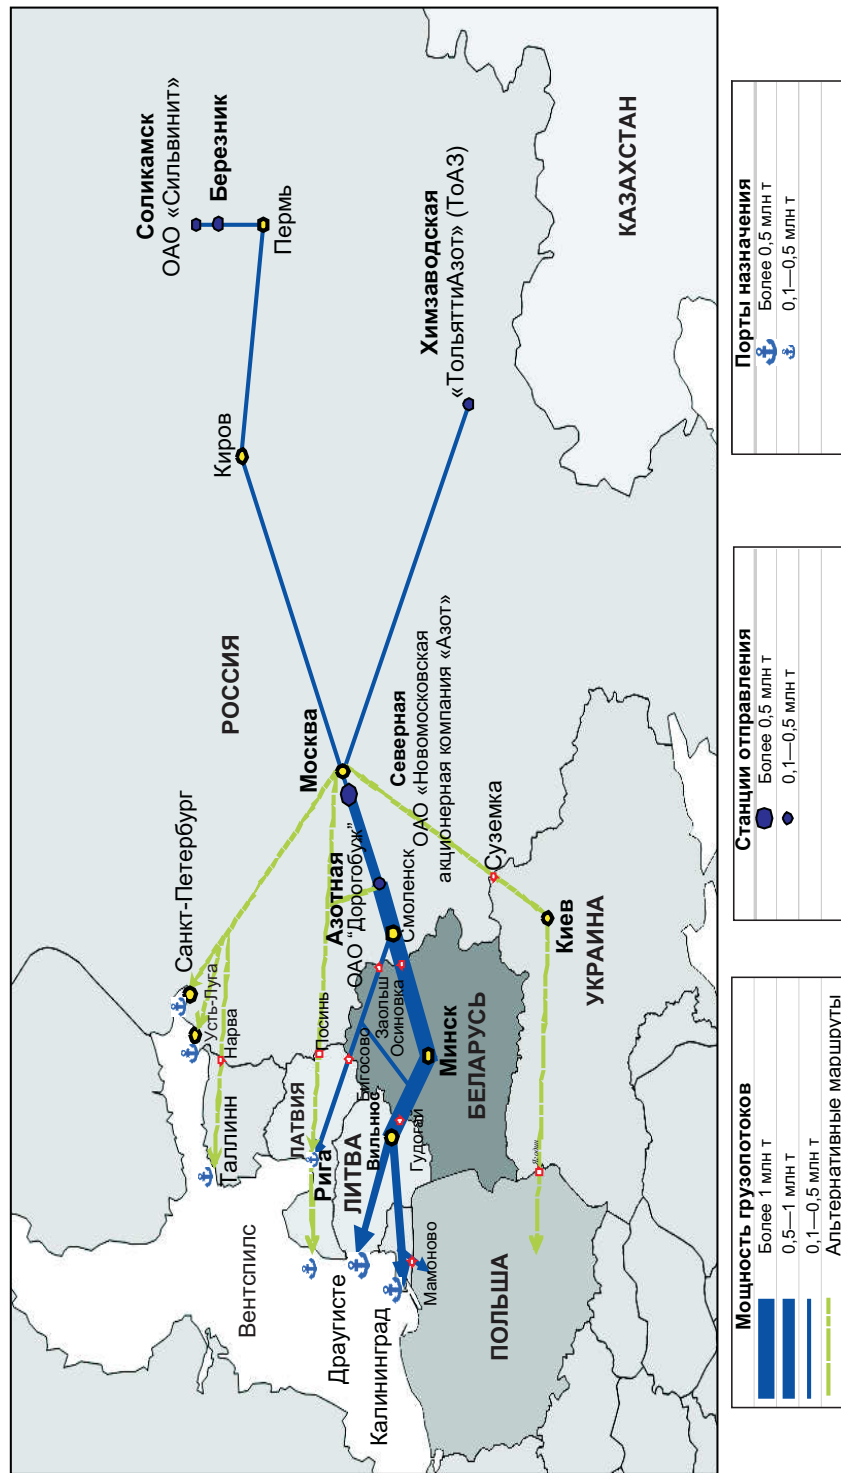 Соликамск
ОАО «Сильвинит»
Березник
Пермь
Киров
Химзаводская
«ТольяттиАзот» (ТоАЗ)
КАЗАХСТАН
РОССИЯ
Москва
Северная
ОАО «Новомосковская
акционерная компания «Азот»
Санкт-Петербург
Усть-Луга
Нарва
Таллинн
Азотная
ОАО “Дорогобуж”
Смоленск
Суземка
Киев
УКРАИНА
Посинь
ЛАТВИЯ
Рига
Бигосово
Заольш
Осиновка
Минск
БЕЛАРУСЬ
Вильнюс
ЛИТВА
Гудогай
Вентспилс
Драугисте
Калининград
Мамоново
ПОЛЬША
Мощность грузопотоков
Более 1 млн т
0,5—1 млн т
0,1—0,5 млн т
Альтернативные маршруты
Станции отправления
Более 0,5 млн т
0,1—0,5 млн т
Порты назначения
Более 0,5 млн т
0,1—0,5 млн т